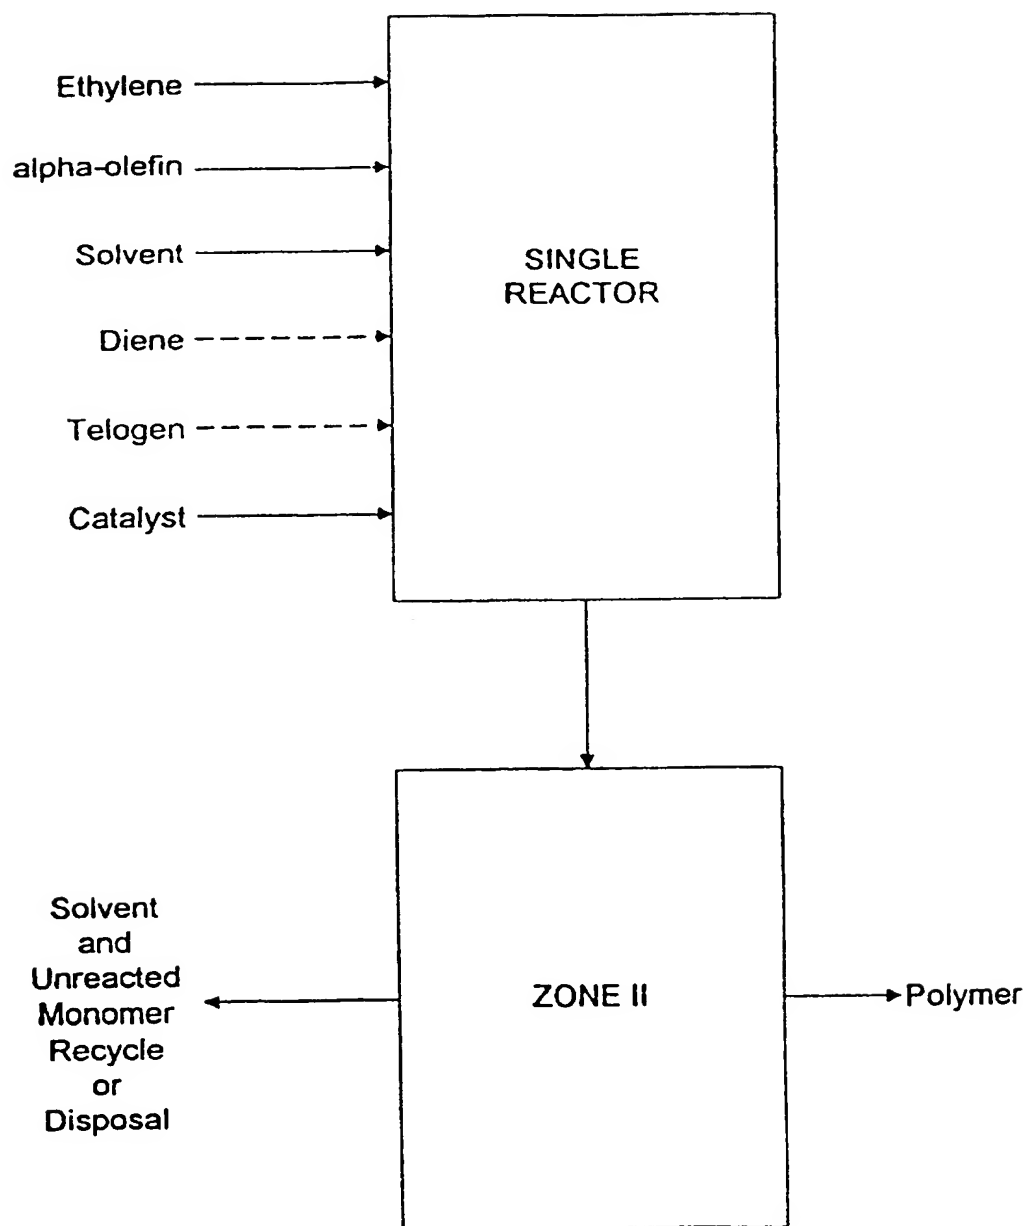 Ethylene
alpha-olefin
Solvent
Diene
Telogen
Catalyst
SINGLE
REACTOR
Solvent
and
Unreacted
Monomer
Recycle
or
Disposal
ZONE II
Polymer